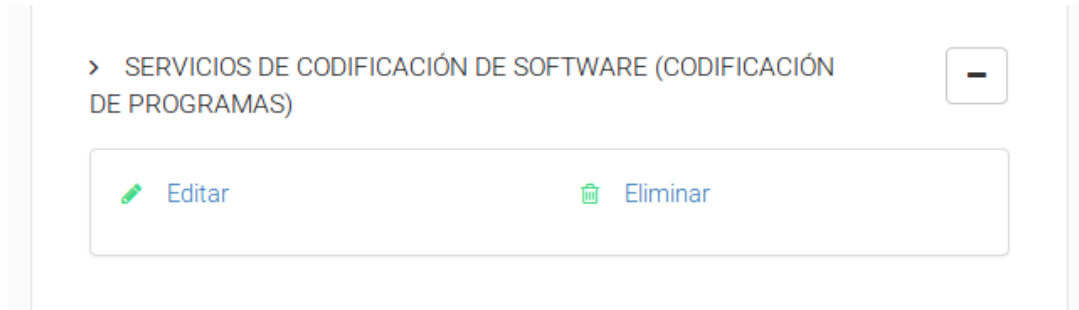 > SERVICIOS DE CODIFICACIÓN DE SOFTWARE (CODIFICACIÓN
DE PROGRAMAS)
Editar Eliminar